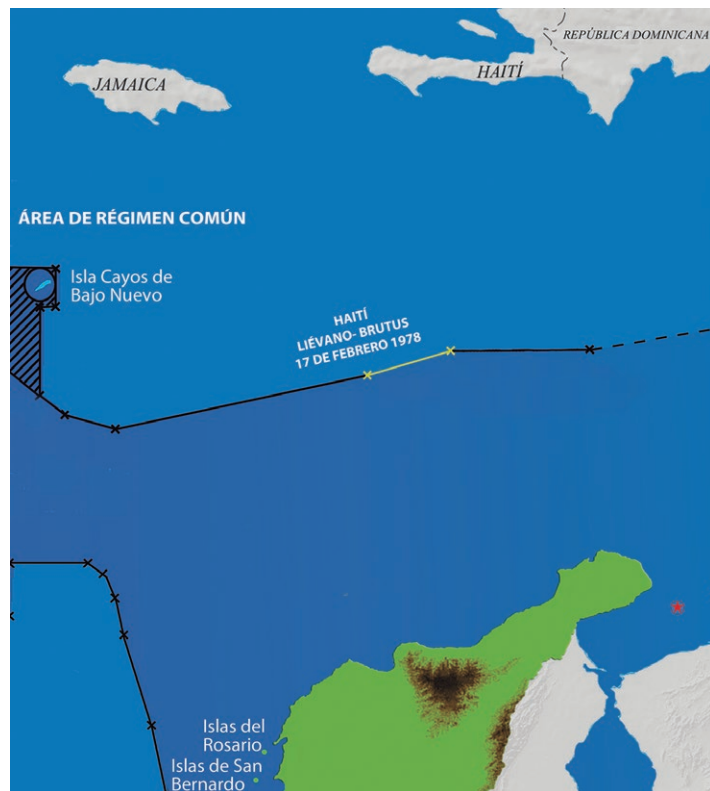 JAMAICA
HAITÍ
REPÚBLICA DOMINICANA
ÁREA DE RÉGIMEN COMÚN
Isla Cayos de
Bajo Nuevo
HAITÍ
LIÉVANO- BRUTUS
17 DE FEBRERO 1978
Islas del
Rosario
Islas de San
Bernardo